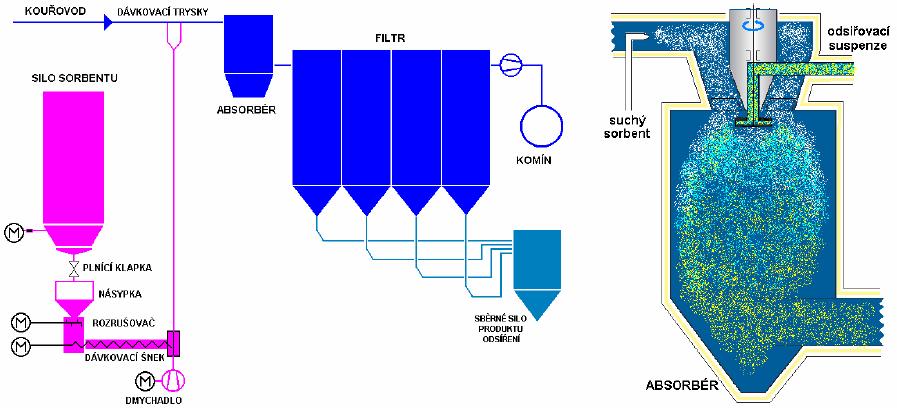 KOUŘOVOD
DÁVKOVACÍ TRYSKY
FILTR
SILO SORBENTU
ABSORBÉR
KOMÍN
M
PLNÍCÍ KLAPKA
NÁSYPKA
M
ROZRUŠOVAČ
M
DÁVKOVACÍ ŠNEK
M
DMYCHADLO
SBĚRNÉ SILO
PRODUKTU
ODSÍŘENÍ
odsiřovací
suspenze
suchý
sorbent
ABSORBÉR